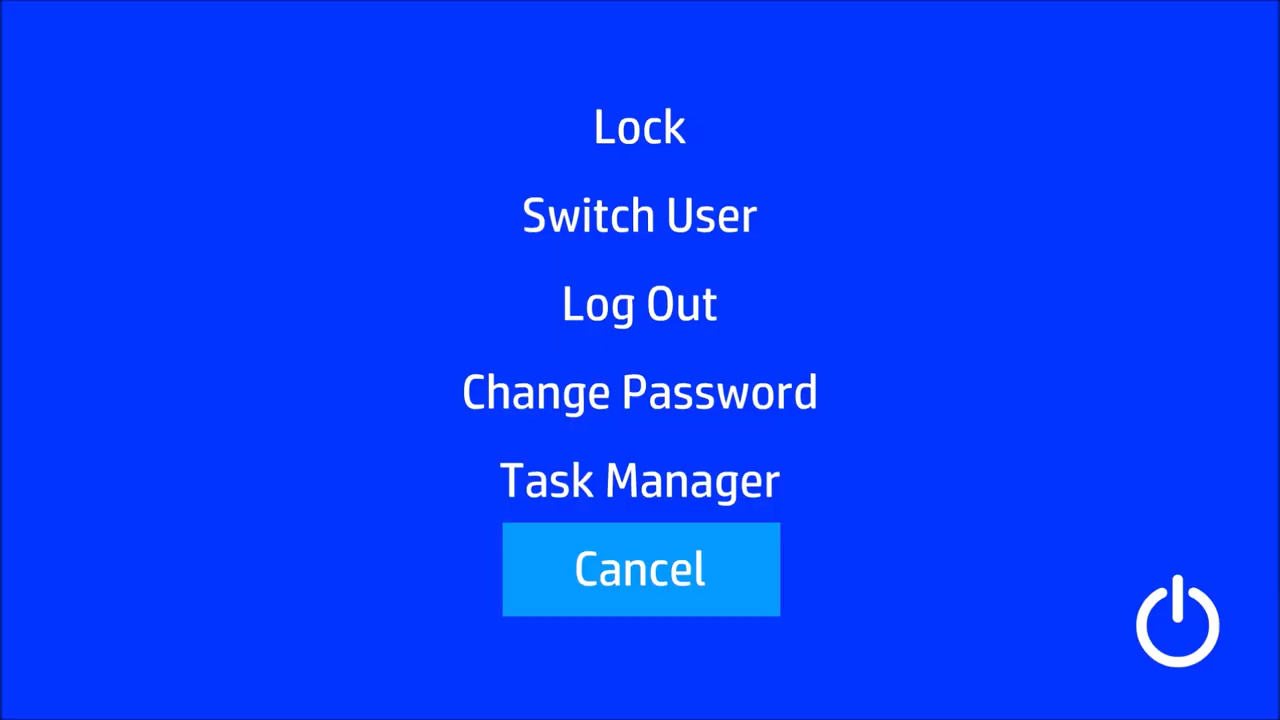 Lock
Switch User
Log Out
Change Password
Task Manager
Cancel